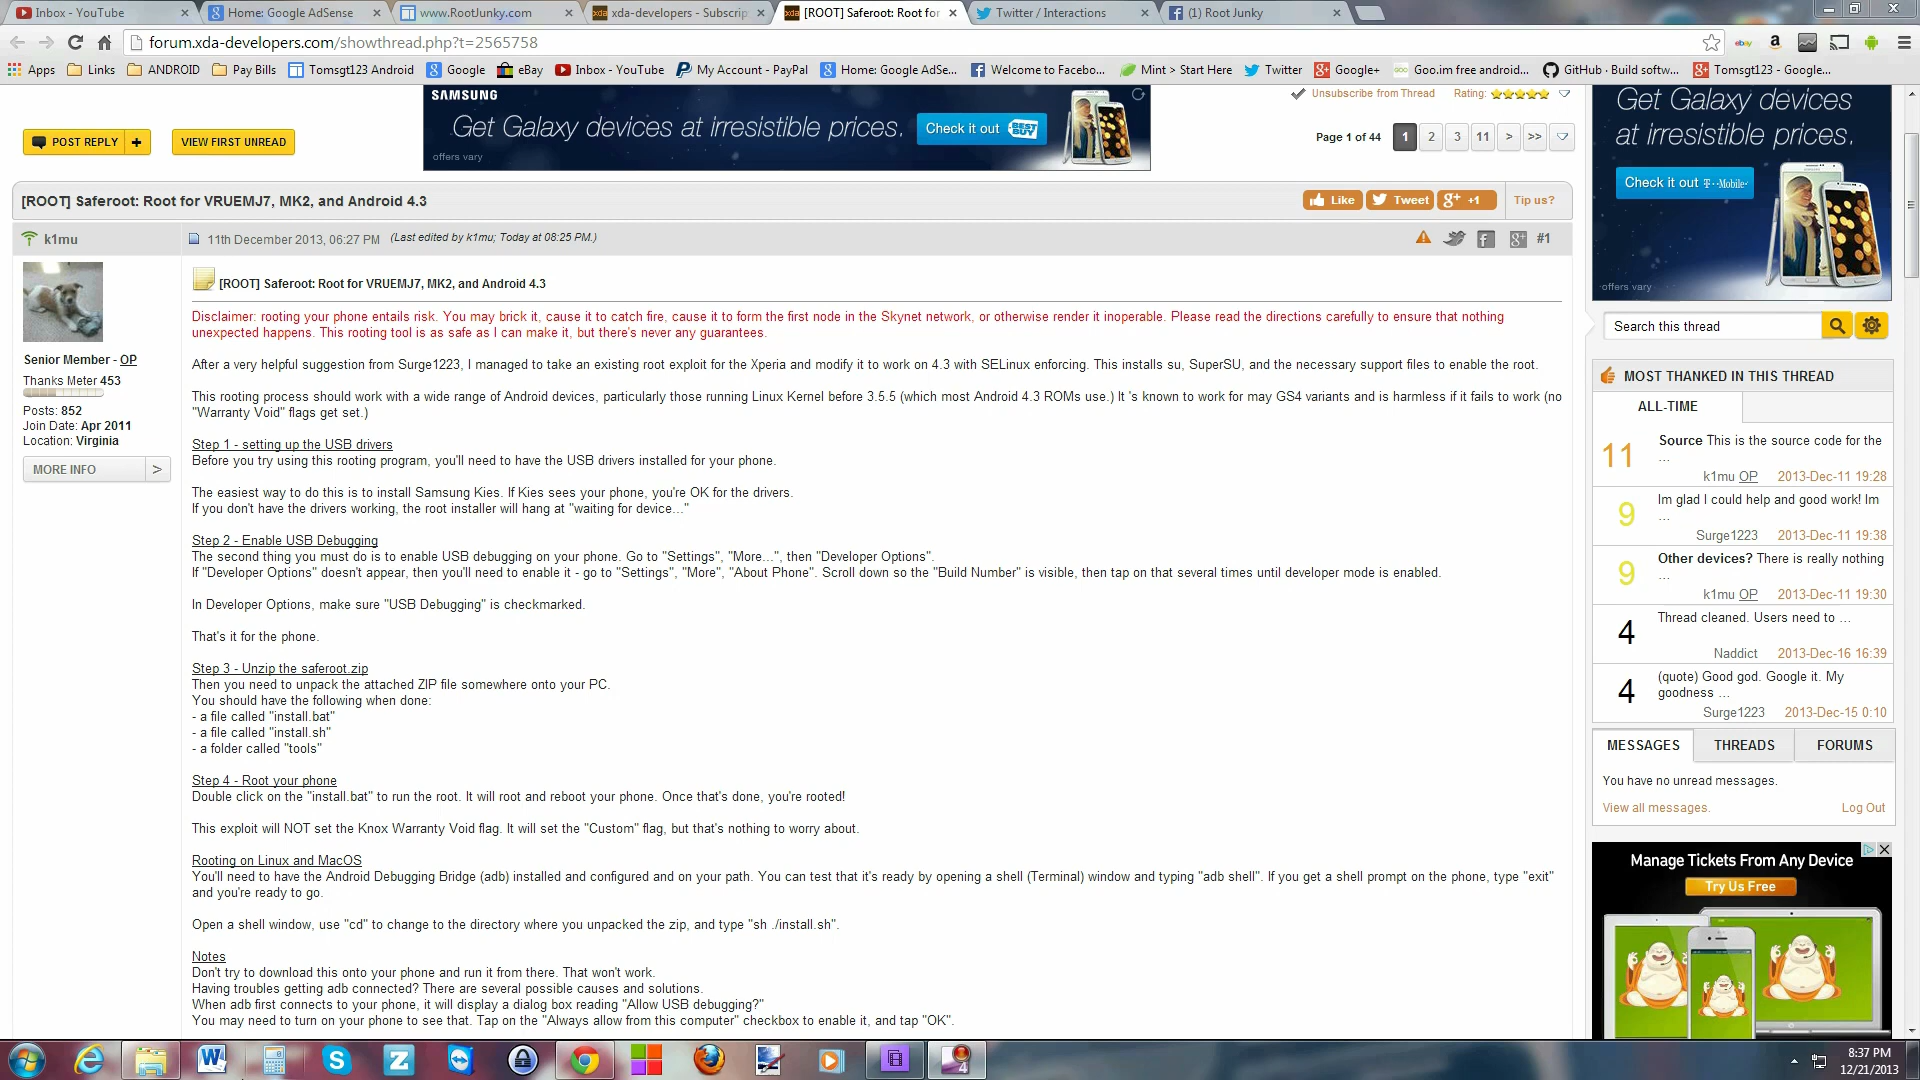 Inbox - YouTube
Home: Google AdSense
www.RootJunky.com
xda-developers - Subscrip
[ROOT] Saferoot: Root for
Twitter / Interactions
(1) Root Junky
forum.xda-developers.com/showthread.php?t=2565758
Apps Links ANDROID Pay Bills Tomsgt123 Android Google eBay Inbox - YouTube My Account - PayPal Home: Google AdSe... Welcome to Facebo... Mint > Start Here Twitter Google+ Goo.im free android... GitHub · Build softw... Tomsgt123 - Google...
SAMSUNG
Get Galaxy devices at irresistible prices.
Check it out BEST BUY
offers vary
Unsubscribe from Thread Rating:
POST REPLY +
VIEW FIRST UNREAD
Page 1 of 44 1 2 3 11 > >>
Get Galaxy devices
at irresistible prices.
Check it out T··Mobile·
offers vary
[ROOT] Saferoot: Root for VRUEMJ7, MK2, and Android 4.3
Like Tweet g+ +1 Tip us?
k1mu
11th December 2013, 06:27 PM (Last edited by k1mu; Today at 08:25 PM.)
#1
Senior Member - OP
Thanks Meter 453
Posts: 852
Join Date: Apr 2011
Location: Virginia
MORE INFO >
[ROOT] Saferoot: Root for VRUEMJ7, MK2, and Android 4.3
Disclaimer: rooting your phone entails risk. You may brick it, cause it to catch fire, cause it to form the first node in the Skynet network, or otherwise render it inoperable. Please read the directions carefully to ensure that nothing
unexpected happens. This rooting tool is as safe as I can make it, but there's never any guarantees.
After a very helpful suggestion from Surge1223, I managed to take an existing root exploit for the Xperia and modify it to work on 4.3 with SELinux enforcing. This installs su, SuperSU, and the necessary support files to enable the root.
This rooting process should work with a wide range of Android devices, particularly those running Linux Kernel before 3.5.5 (which most Android 4.3 ROMs use.) It 's known to work for may GS4 variants and is harmless if it fails to work (no
"Warranty Void" flags get set.)
Step 1 - setting up the USB drivers
Before you try using this rooting program, you'll need to have the USB drivers installed for your phone.
The easiest way to do this is to install Samsung Kies. If Kies sees your phone, you're OK for the drivers.
If you don't have the drivers working, the root installer will hang at "waiting for device..."
Step 2 - Enable USB Debugging
The second thing you must do is to enable USB debugging on your phone. Go to "Settings", "More...", then "Developer Options".
If "Developer Options" doesn't appear, then you'll need to enable it - go to "Settings", "More", "About Phone". Scroll down so the "Build Number" is visible, then tap on that several times until developer mode is enabled.
In Developer Options, make sure "USB Debugging" is checkmarked.
That's it for the phone.
Step 3 - Unzip the saferoot.zip
Then you need to unpack the attached ZIP file somewhere onto your PC.
You should have the following when done:
- a file called "install.bat"
- a file called "install.sh"
- a folder called "tools"
Step 4 - Root your phone
Double click on the "install.bat" to run the root. It will root and reboot your phone. Once that's done, you're rooted!
This exploit will NOT set the Knox Warranty Void flag. It will set the "Custom" flag, but that's nothing to worry about.
Rooting on Linux and MacOS
You'll need to have the Android Debugging Bridge (adb) installed and configured and on your path. You can test that it's ready by opening a shell (Terminal) window and typing "adb shell". If you get a shell prompt on the phone, type "exit"
and you're ready to go.
Open a shell window, use "cd" to change to the directory where you unpacked the zip, and type "sh ./install.sh".
Notes
Don't try to download this onto your phone and run it from there. That won't work.
Having troubles getting adb connected? There are several possible causes and solutions.
When adb first connects to your phone, it will display a dialog box reading "Allow USB debugging?"
You may need to turn on your phone to see that. Tap on the "Always allow from this computer" checkbox to enable it, and tap "OK".
Search this thread
MOST THANKED IN THIS THREAD
ALL-TIME
11 Source This is the source code for the
...
k1mu OP 2013-Dec-11 19:28
9 Im glad I could help and good work! Im
...
Surge1223 2013-Dec-11 19:38
9 Other devices? There is really nothing
...
k1mu OP 2013-Dec-11 19:30
4 Thread cleaned. Users need to ...
Naddict 2013-Dec-16 16:39
4 (quote) Good god. Google it. My
goodness ...
Surge1223 2013-Dec-15 0:10
MESSAGES THREADS FORUMS
You have no unread messages.
View all messages. Log Out
Manage Tickets From Any Device
Try Us Free
8:37 PM
12/21/2013